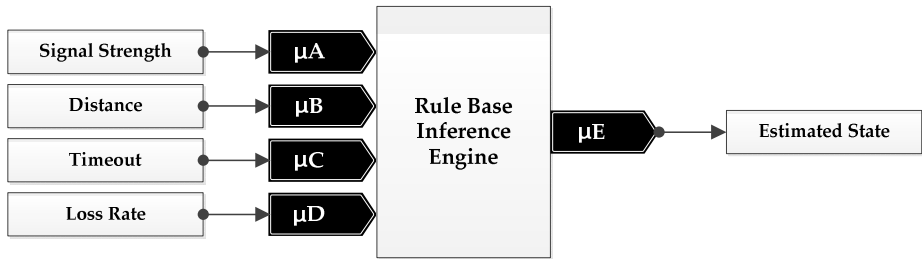 Signal Strength
μA
Distance
μB
Timeout
μC
Loss Rate
μD
Rule Base
Inference
Engine
μE
Estimated State